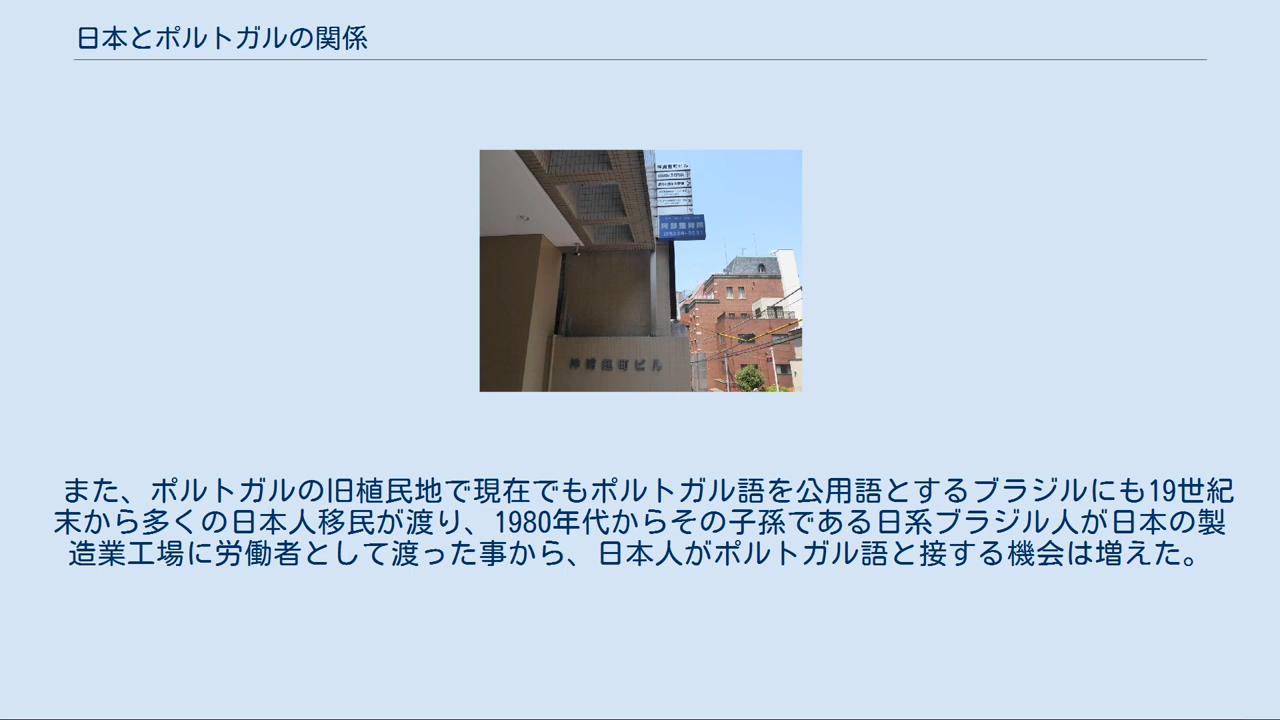 日本とポルトガルの関係
また、ポルトガルの旧植民地で現在でもポルトガル語を公用語とするブラジルにも19世紀
末から多くの日本人移民が渡り、1980年代からその子孫である日系ブラジル人が日本の製
造業工場に労働者として渡った事から、日本人がポルトガル語と接する機会は増えた。